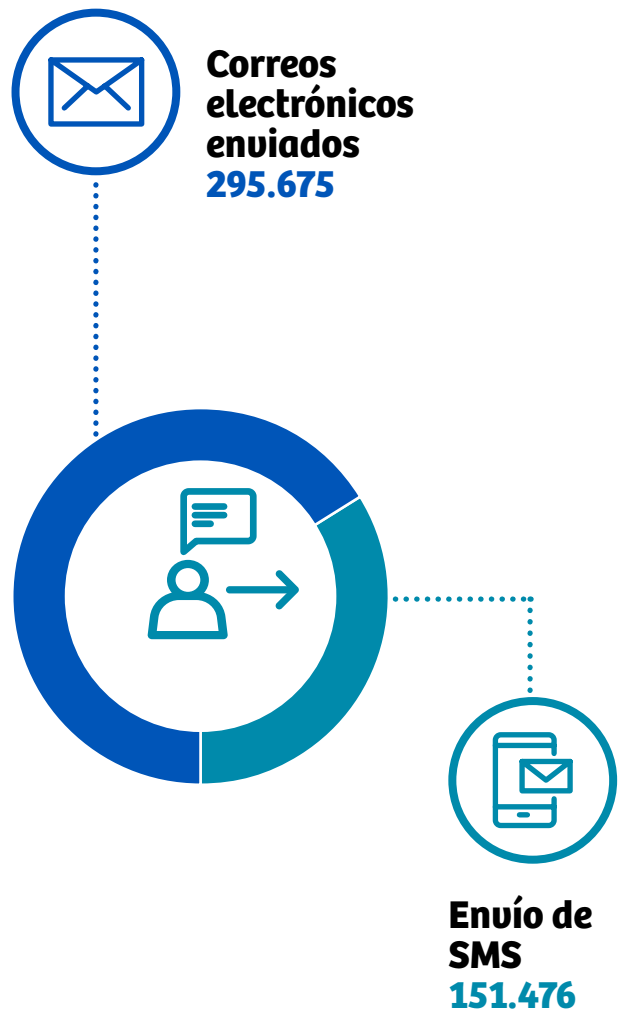 Correos
electrónicos
enviados
295.675
Envío de
SMS
151.476